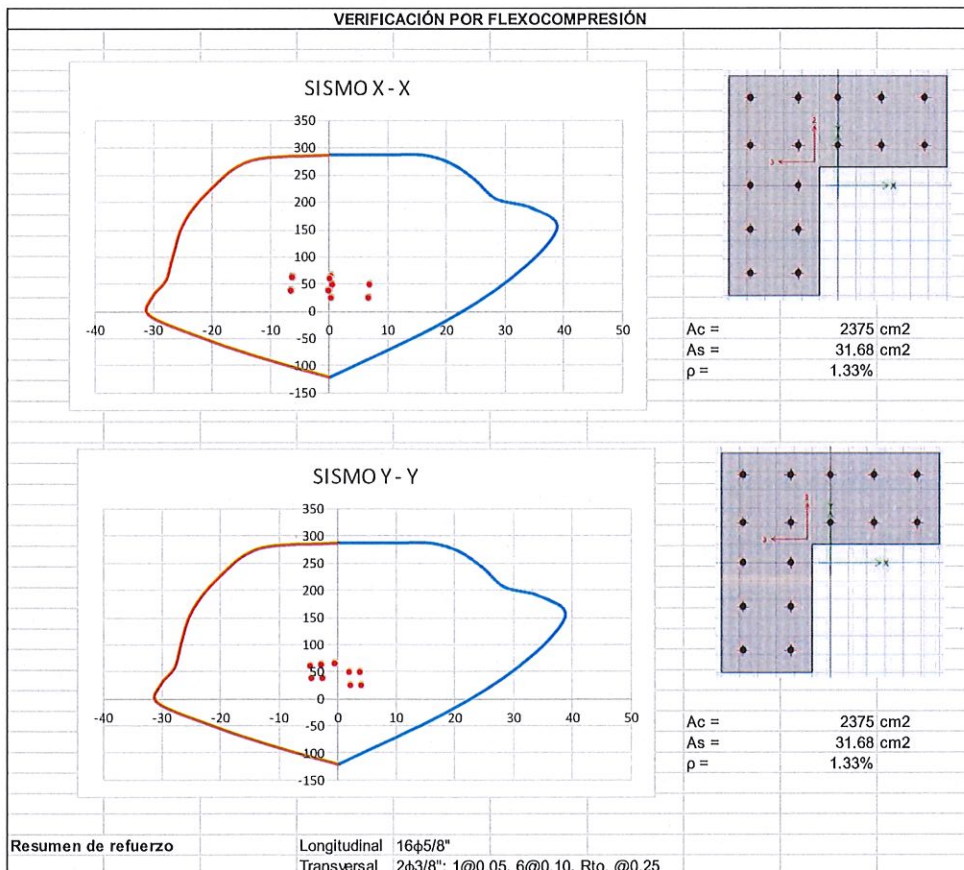 VERIFICACIÓN POR FLEXOCOMPRESIÓN
SISMO X - X
350
300
250
200
150
100
50
0
-50
-100
-150
-40 -30 -20 -10 0 10 20 30 40 50
Y
X
Ac = 2375 cm2
As = 31.68 cm2
ρ = 1.33%
SISMO Y - Y
350
300
250
200
150
100
50
0
-50
-100
-150
-40 -30 -20 -10 0 10 20 30 40 50
X
Ac = 2375 cm2
As = 31.68 cm2
ρ = 1.33%
Resumen de refuerzo Longitudinal 16ϕ5/8"
Transversal 2ϕ3/8": 1@0.05, 6@0.10, Rto. @0.25